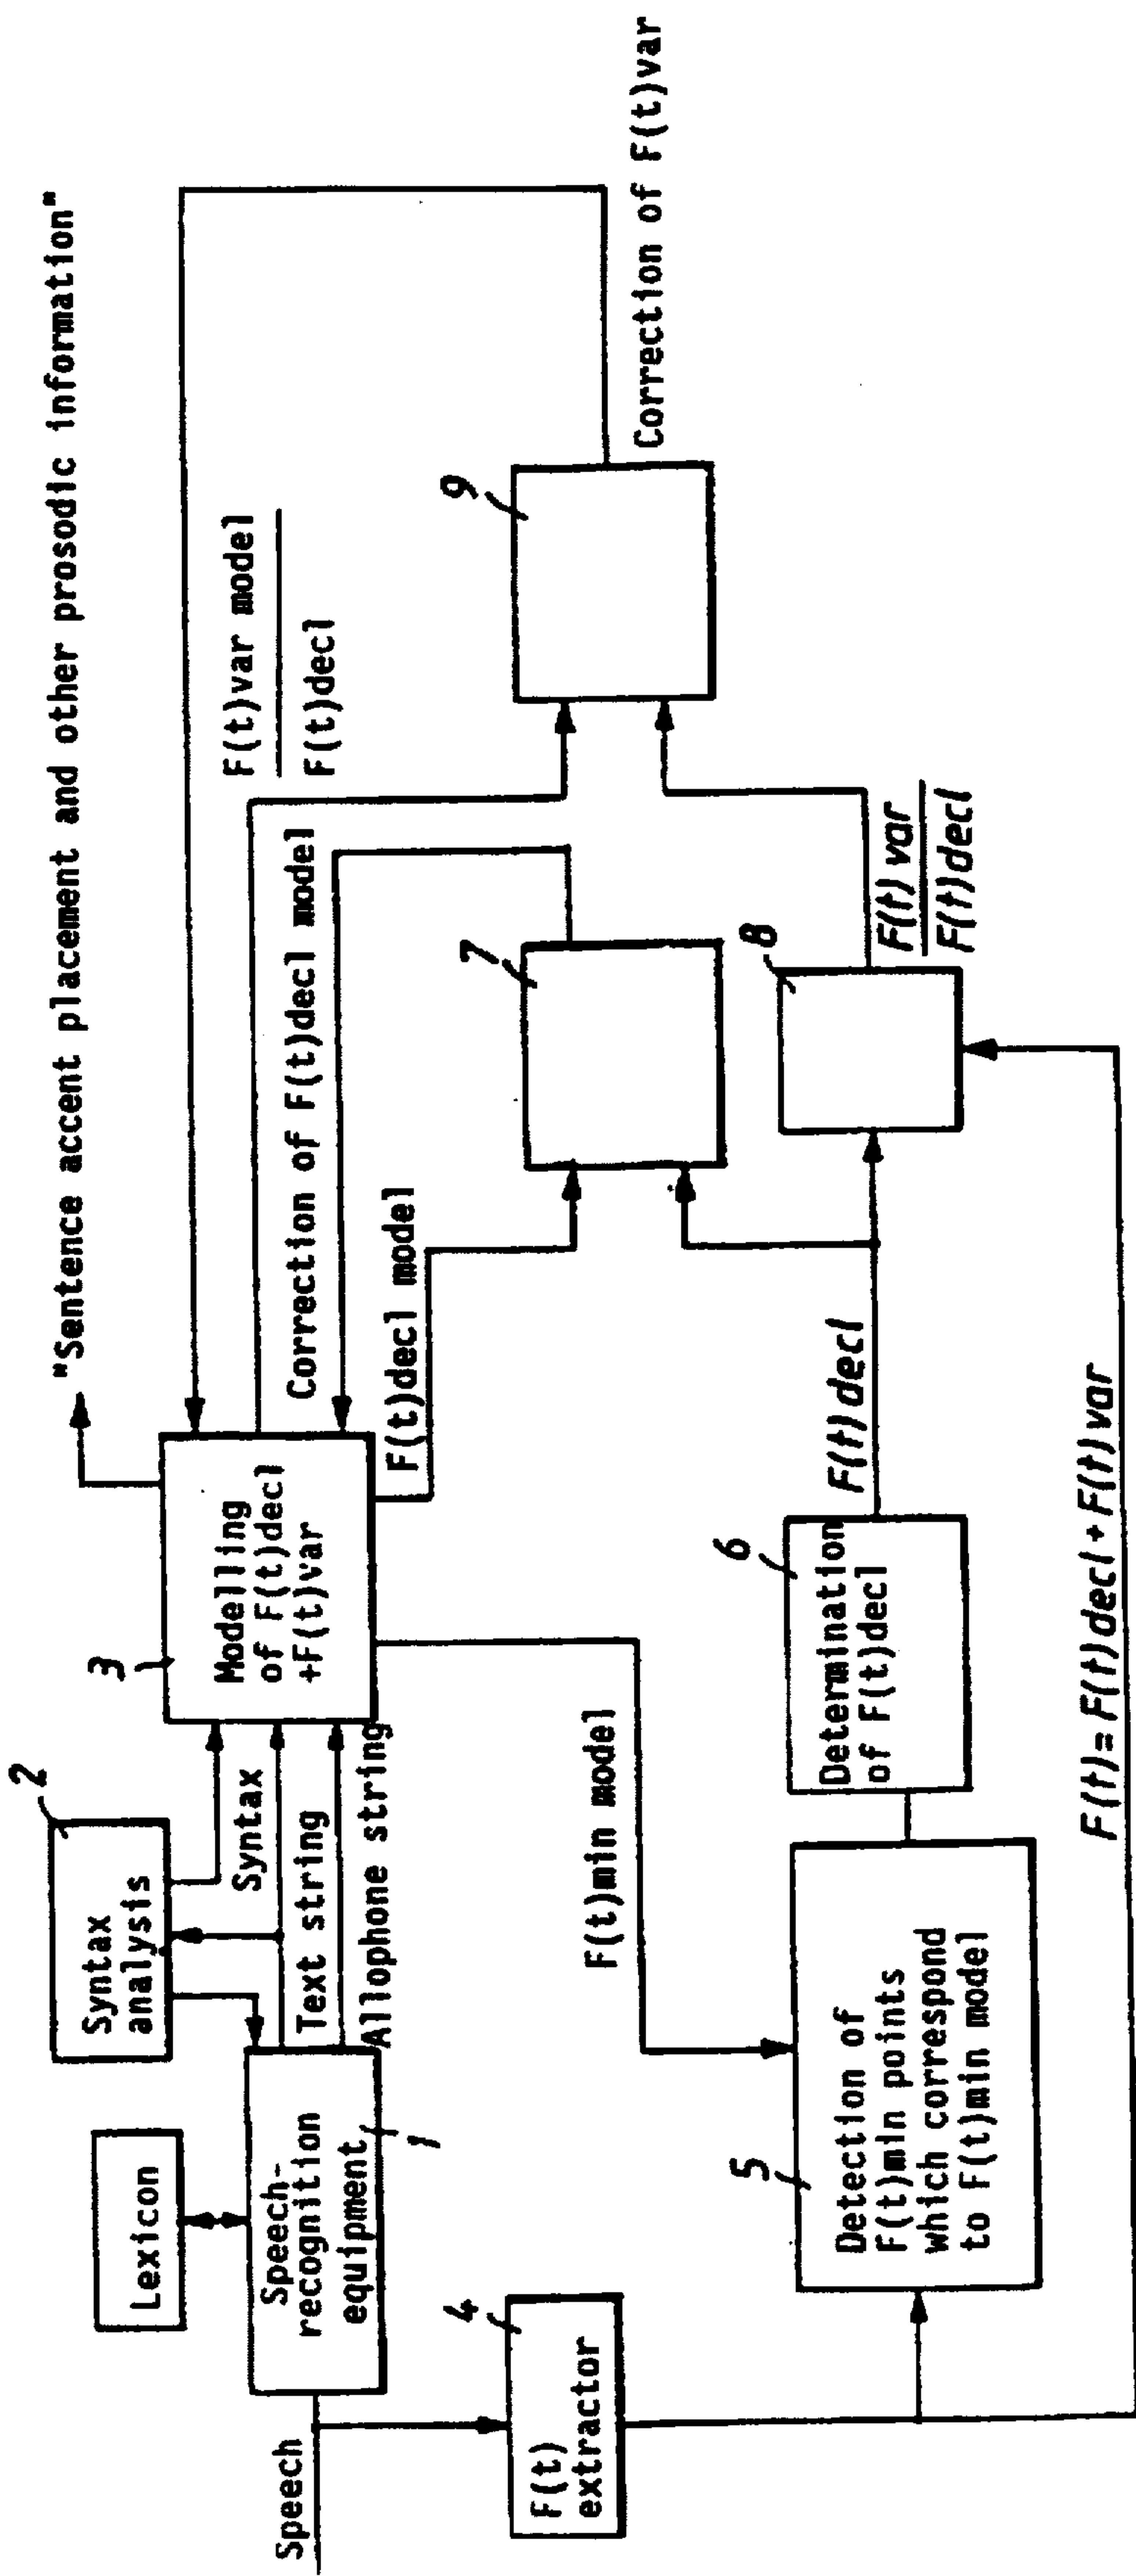 "Sentence accent placement and other prosodic information"
2
Syntax
analysis
Lexicon
Speech-
recognition
equipment
1
Speech
Syntax
Text string
Allophone string
3
Modelling
of F(t)decl
+F(t)var
F(t)var model
F(t)decl
Correction of F(t)decl model
F(t)decl model
F(t)min model
4
F(t)
extractor
5
Detection of
F(t)min points
which correspond
to F(t)min model
6
Determination
of F(t)decl
F(t)decl
7
8
F(t)var
F(t)decl
9
Correction of F(t)var
F(t)=F(t)decl+F(t)var